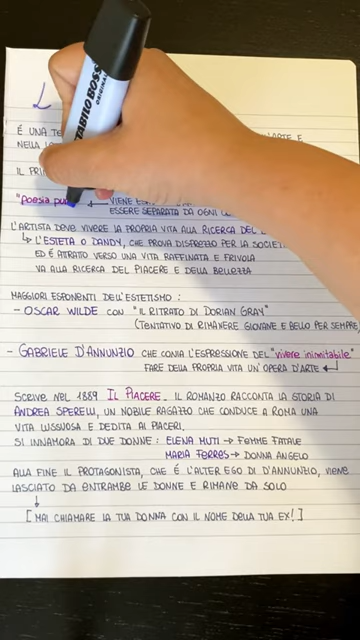 L
STABILO BOSS
ORIGINAL
É UNA TE
NELLA
IL PRI
"poesia pu
VIENE
ESSERE SEPARATA DA OGNI
L'ARTISTA DEVE VIVERE LA PROPRIA VITA ALLA RICERCA DEL
↳ L'ESTETA O DANDY, CHE PROVA DISPREZZO PER LA SOCIET
ED É ATTRATO VERSO UNA VITA RAFFINATA E FRIVOLA
VA ALLA RICERCA DEL PIACERE E DELLA BELLEZZA
MAGGIORI ESPONENTI DELL'ESTETISMO :
- OSCAR WILDE CON "IL RITRATO DI DORIAN GRAY"
(TENTATIVO DI RIMANERE GIOVANE E BELLO PER SEMPRE
- GABRIELE D'ANNUNZIO CHE CONIA L'ESPRESSIONE DEL "vivere inimitabile"
FARE DELLA PROPRIA VITA UN' OPERA D'ARTE ↵
SCRIVE NEL 1889 IL PIACERE. IL ROMANZO RACCONTA LA STORIA DI
ANDREA SPERELLI, UN NOBILE RAGAZZO CHE CONDUCE A ROMA UNA
VITA LUSSUOSA E DEDITA AI PIACERI.
SI INNAMORA DI DUE DONNE : ELENA MUTI → FEMME FATALE
MARIA FERRES → DONNA ANGELO
ALLA FINE IL PROTAGONISTA, CHE É L'ALTER EGO DI D'ANNUNZIO, VIENE
LASCIATO DA ENTRAMBE LE DONNE E RIMANE DA SOLO
↓
[ MAI CHIAMARE LA TUA DONNA CON IL NOME DELLA TUA EX! ]